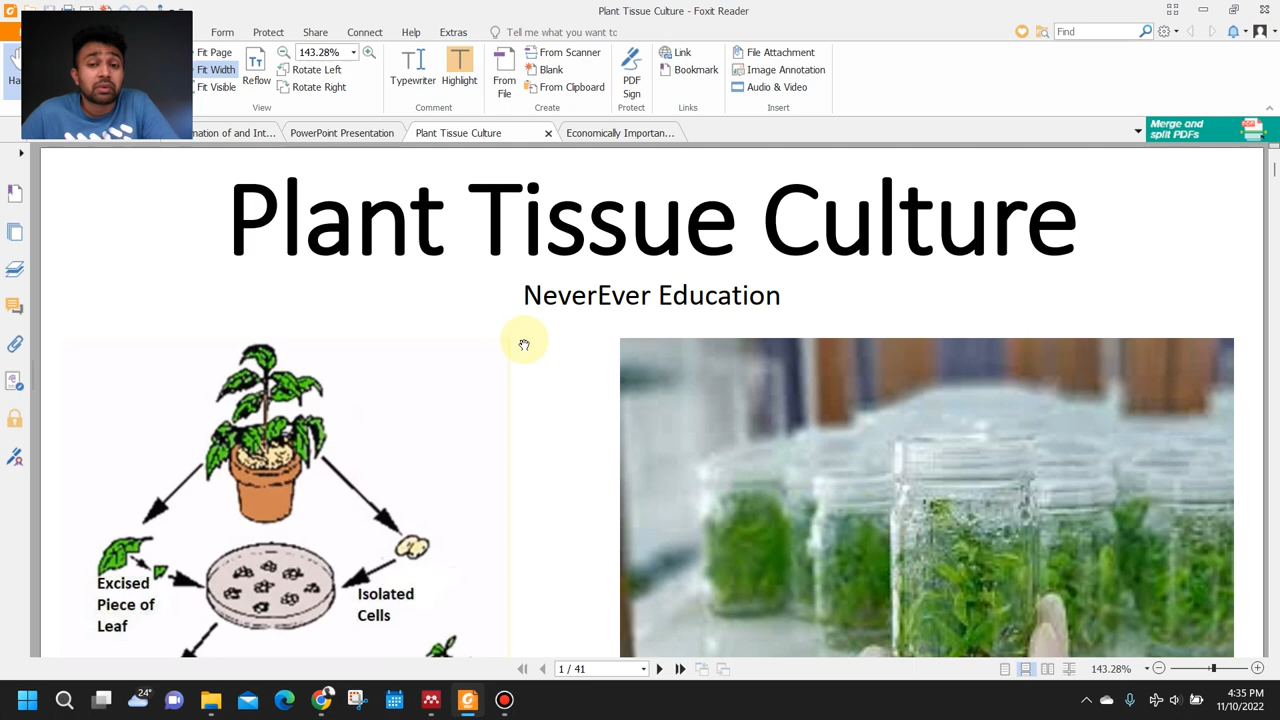 Plant Tissue Culture - Foxit Reader
Form Protect Share Connect Help Extras Tell me what you want to
Find
Fit Page
Fit Width
Fit Visible
143.28%
Rotate Left
Rotate Right
View
Reflow
Typewriter
Highlight
Comment
From
File
From Scanner
Blank
From Clipboard
Create
PDF
Sign
Protect
Link
Bookmark
Links
File Attachment
Image Annotation
Audio & Video
Insert
PowerPoint Presentation
Plant Tissue Culture
Economically Importan...
Merge and
split PDFs
Plant Tissue Culture
NeverEver Education
Excised
Piece of
Leaf
Isolated
Cells
1 / 41
143.28%
24°
4:35 PM
11/10/2022